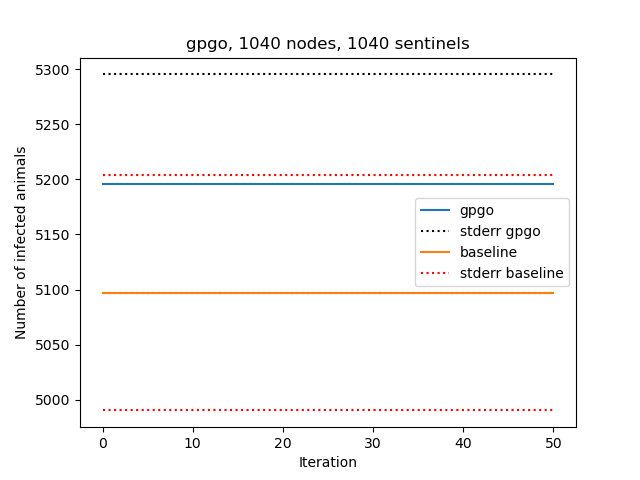 gpgo, 1040 nodes, 1040 sentinels
5300
5250
5200
5150
5100
5050
5000
Number of infected animals
gpgo
stderr gpgo
baseline
stderr baseline
0 10 20 30 40 50
Iteration